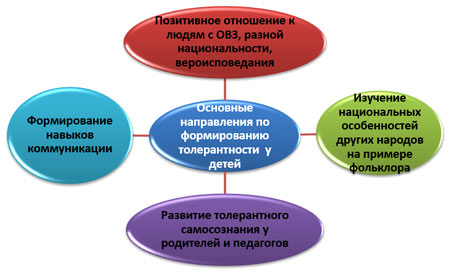 Позитивное отношение к
людям с ОВЗ, разной
национальности,
вероисповедания
Формирование
навыков
коммуникации
Основные
направления по
формированию
толерантности у
детей
Изучение
национальных
особенностей
других народов
на примере
фольклора
Развитие толерантного
самосознания у
родителей и педагогов